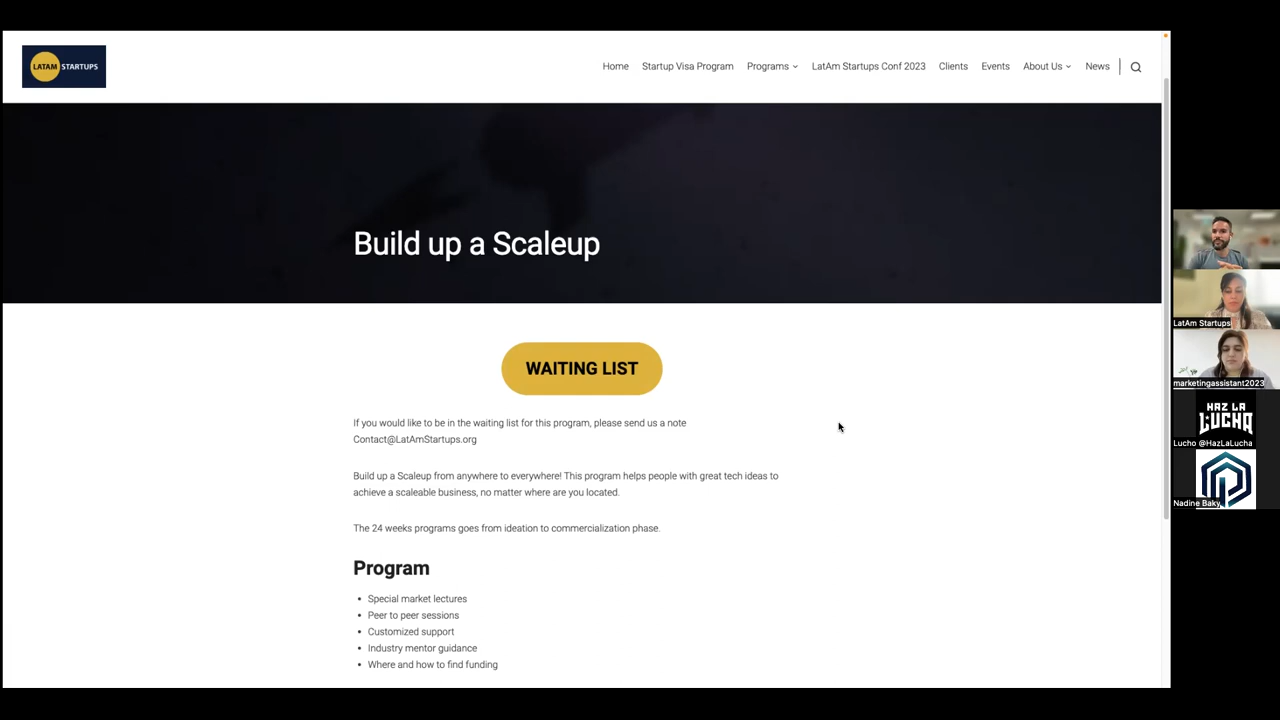 LATAM STARTUPS
Home Startup Visa Program Programs LatAm Startups Conf 2023 Clients Events About Us News
Build up a Scaleup
WAITING LIST
If you would like to be in the waiting list for this program, please send us a note
Contact@LatAmStartups.org
Build up a Scaleup from anywhere to everywhere! This program helps people with great tech ideas to
achieve a scaleable business, no matter where are you located.
The 24 weeks programs goes from ideation to commercialization phase.
Program
• Special market lectures
• Peer to peer sessions
• Customized support
• Industry mentor guidance
• Where and how to find funding
LatAm Startups
marketingassistant2023
HAZ LA
LUCHA
Lucho @HazLaLucha
Nadine Baky